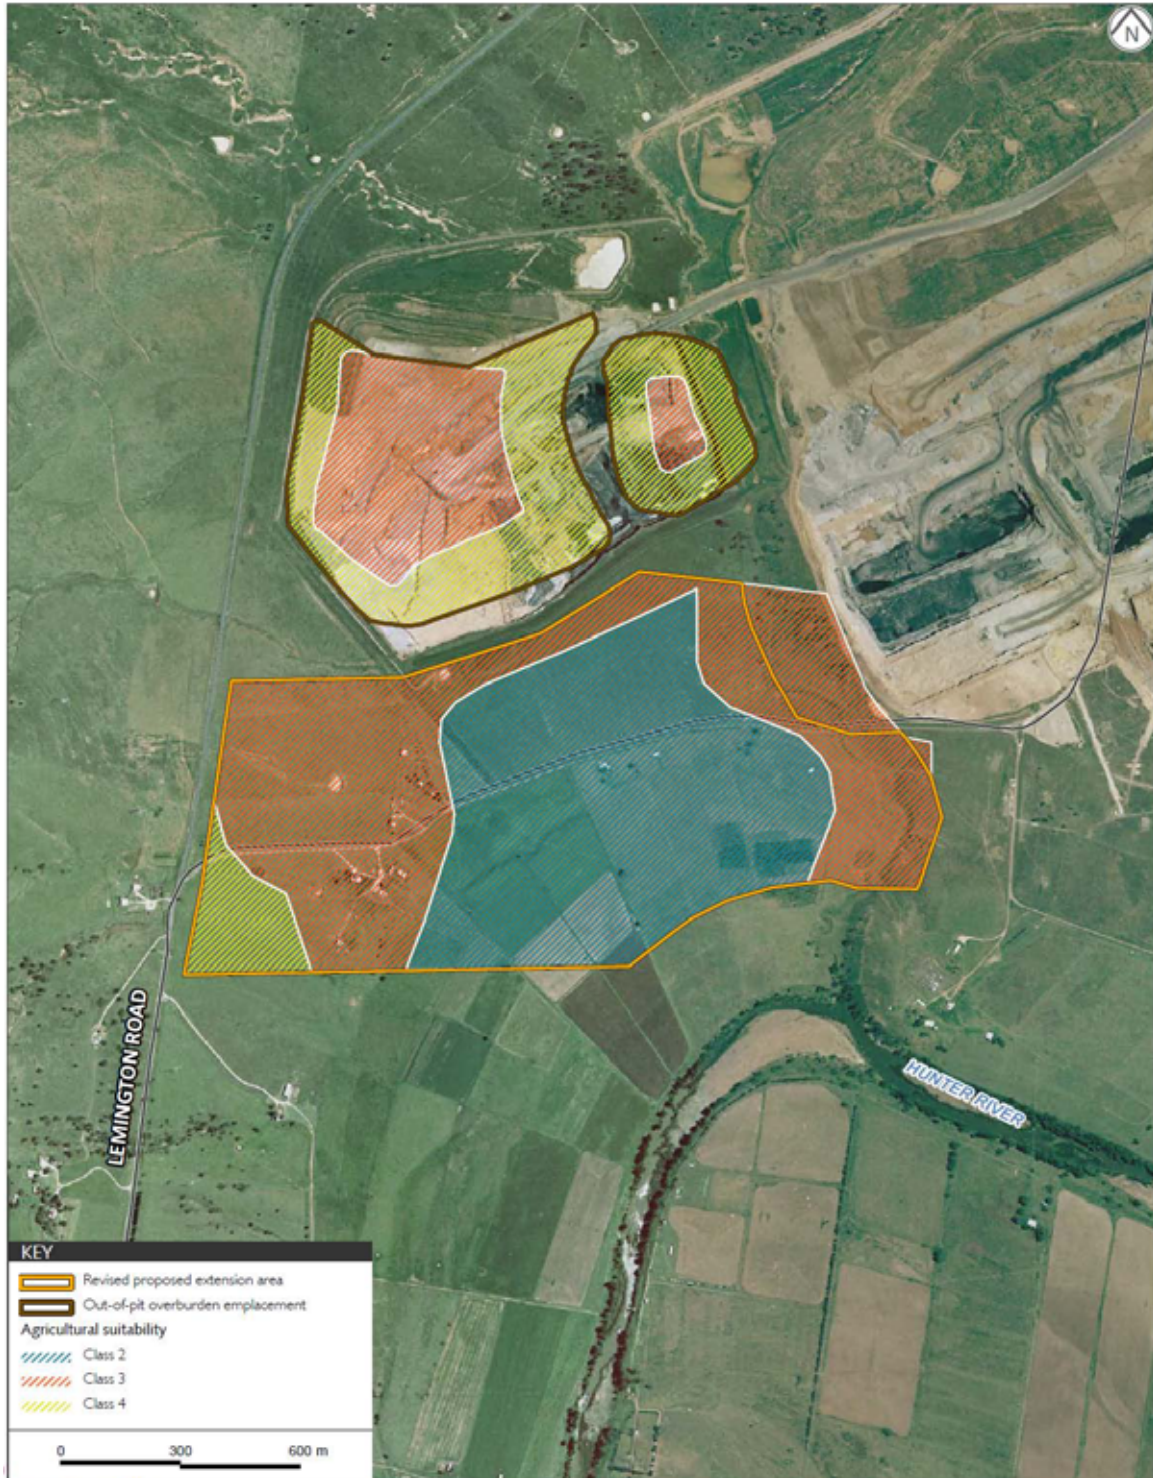 N
LEMINGTON ROAD
HUNTER RIVER
KEY
Revised proposed extension area
Out-of-pit overburden emplacement
Agricultural suitability
Class 2
Class 3
Class 4
0 300 600 m